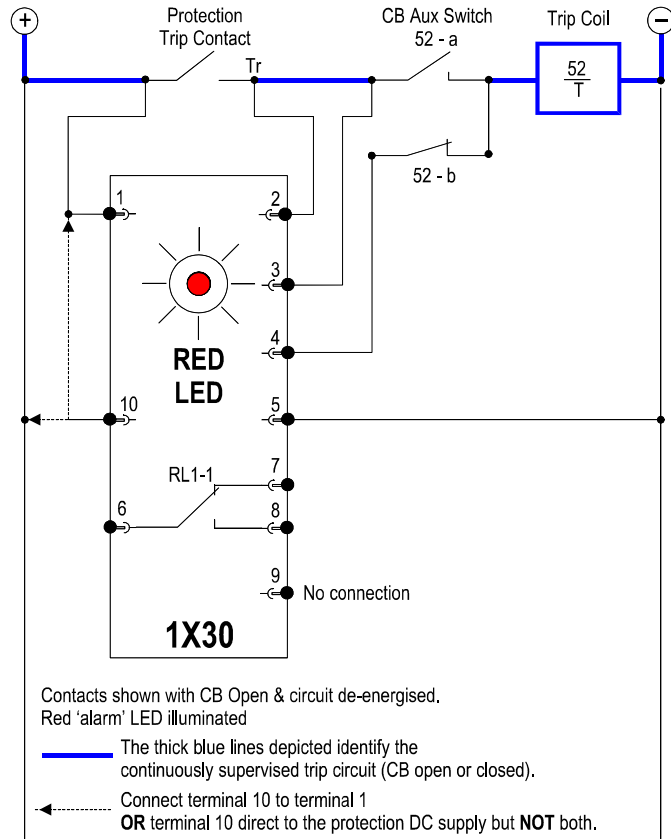 +
Protection
Trip Contact
CB Aux Switch
52 - a
Trip Coil
−
Tr
52
T
52 - b
1
2
3
4
RED
LED
10
5
RL1-1
7
6
8
9
No connection
1X30
Contacts shown with CB Open & circuit de-energised.
Red 'alarm' LED illuminated
The thick blue lines depicted identify the
continuously supervised trip circuit (CB open or closed).
Connect terminal 10 to terminal 1
OR terminal 10 direct to the protection DC supply but NOT both.